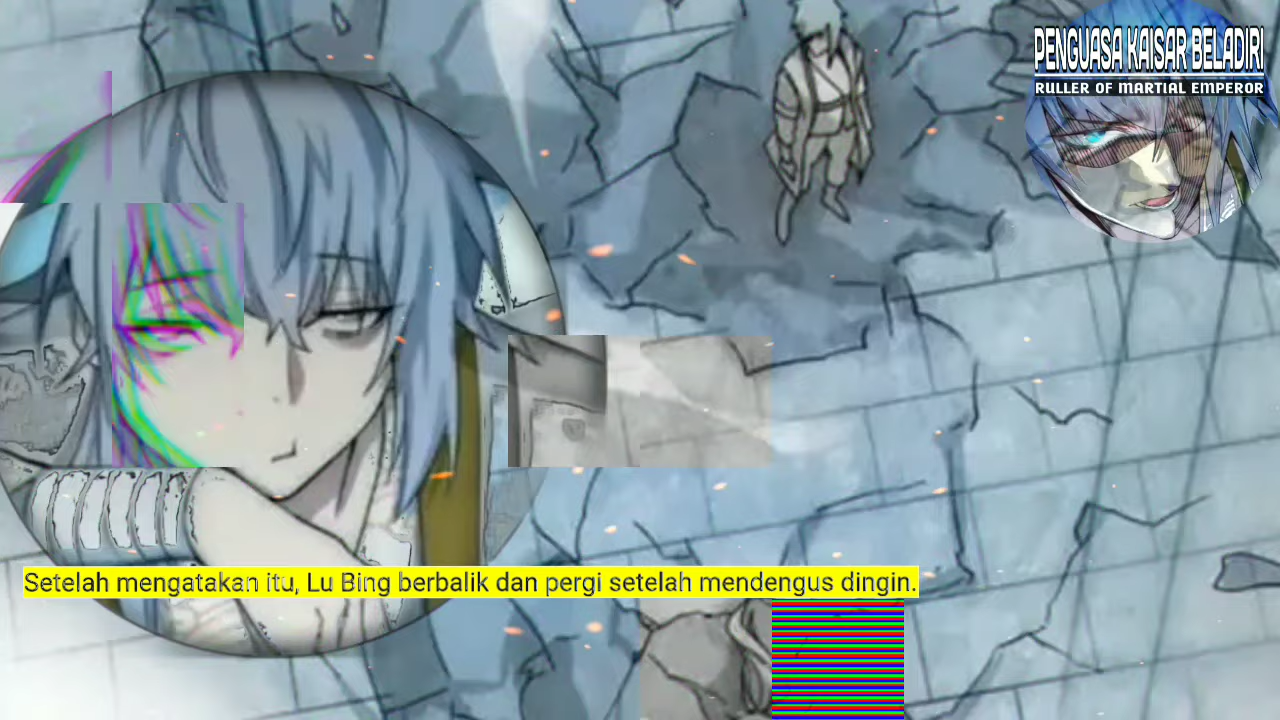 PENGUASA KAISAR BELADIRI
RULLER OF MARTIAL EMPEROR
Setelah mengatakan itu, Lu Bing berbalik dan pergi setelah mendengus dingin.